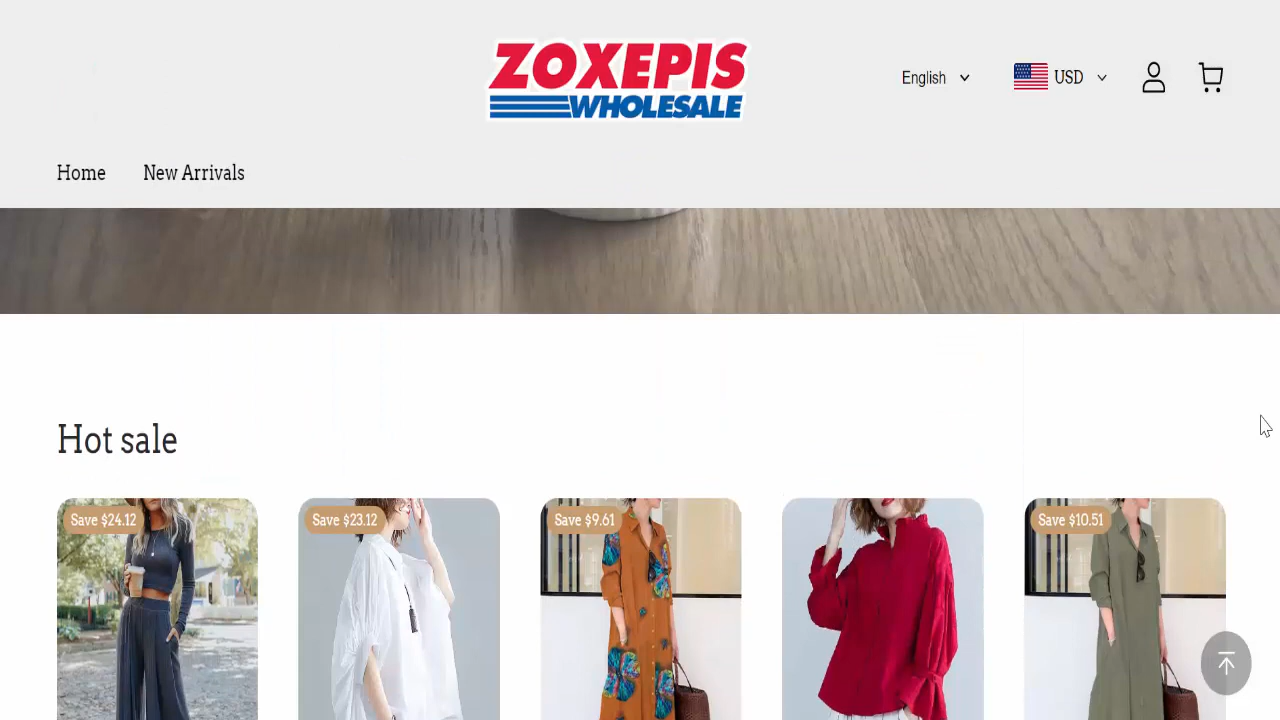 ZOXEPIS
WHOLESALE
English
USD
Home
New Arrivals
Hot sale
Save $24.12
Save $23.12
Save $9.61
Save $10.51